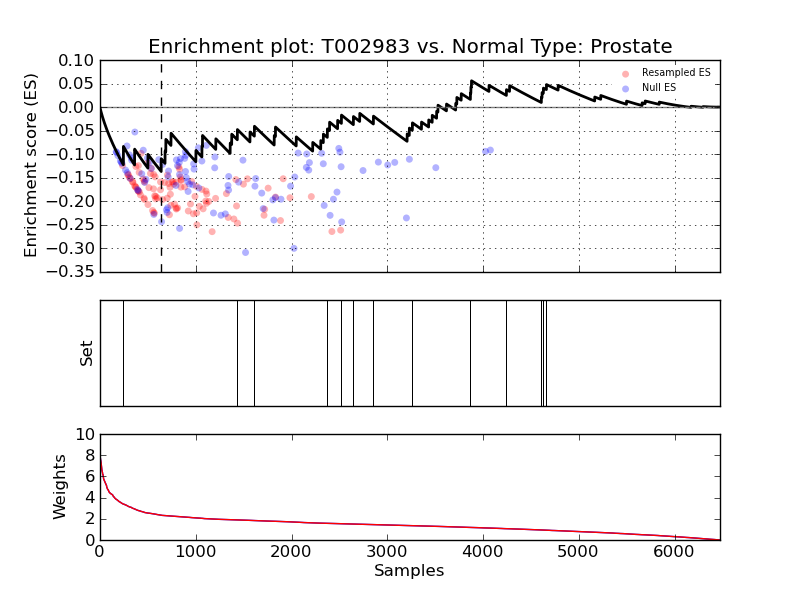 Enrichment plot: T002983 vs. Normal Type: Prostate
Enrichment score (ES)
0.10
0.05
0.00
−0.05
−0.10
−0.15
−0.20
−0.25
−0.30
−0.35
Resampled ES
Null ES
Set
Weights
10
8
6
4
2
0
0 1000 2000 3000 4000 5000 6000
Samples